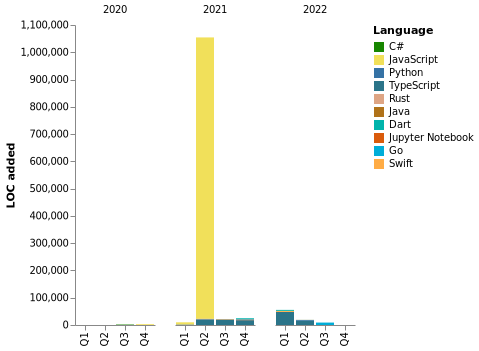 2020 2021 2022
LOC added
1,100,000
1,000,000
900,000
800,000
700,000
600,000
500,000
400,000
300,000
200,000
100,000
0
Q1 Q2 Q3 Q4 Q1 Q2 Q3 Q4 Q1 Q2 Q3 Q4
Language
C#
JavaScript
Python
TypeScript
Rust
Java
Dart
Jupyter Notebook
Go
Swift